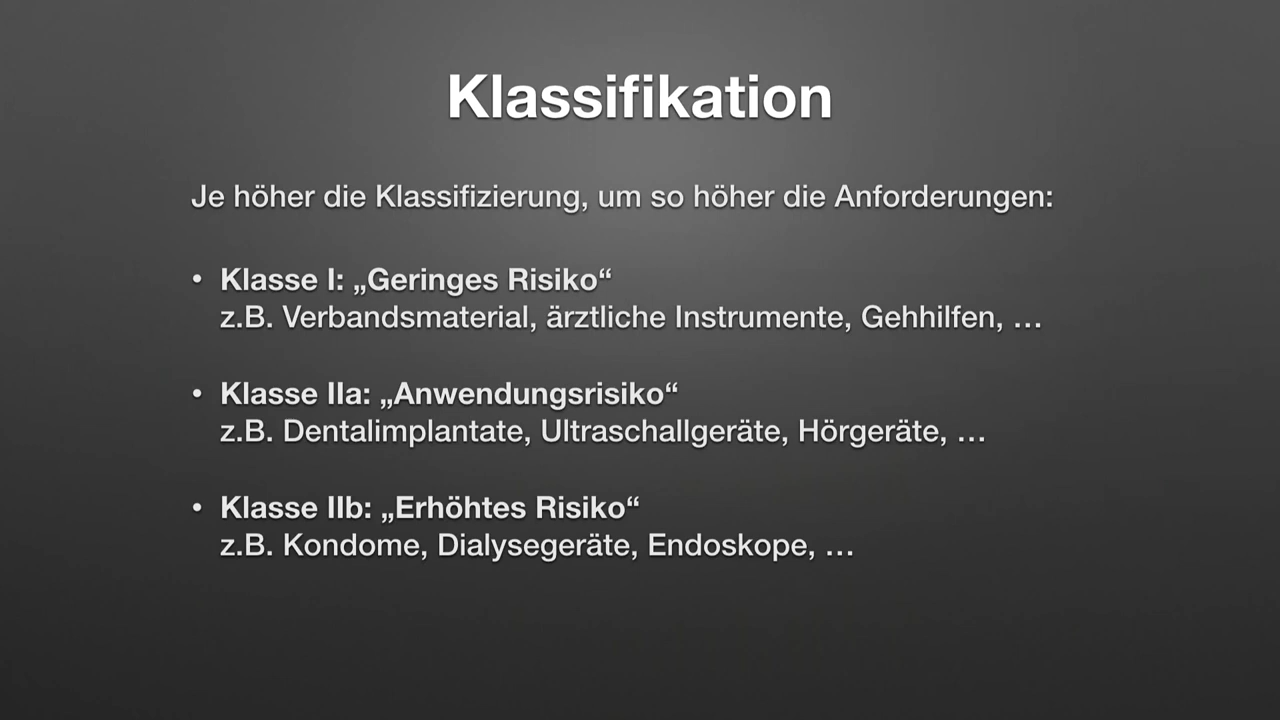 Klassifikation
Je höher die Klassifizierung, um so höher die Anforderungen:
• Klasse I: „Geringes Risiko“
z.B. Verbandsmaterial, ärztliche Instrumente, Gehhilfen, …
• Klasse IIa: „Anwendungsrisiko“
z.B. Dentalimplantate, Ultraschallgeräte, Hörgeräte, …
• Klasse IIb: „Erhöhtes Risiko“
z.B. Kondome, Dialysegeräte, Endoskope, …